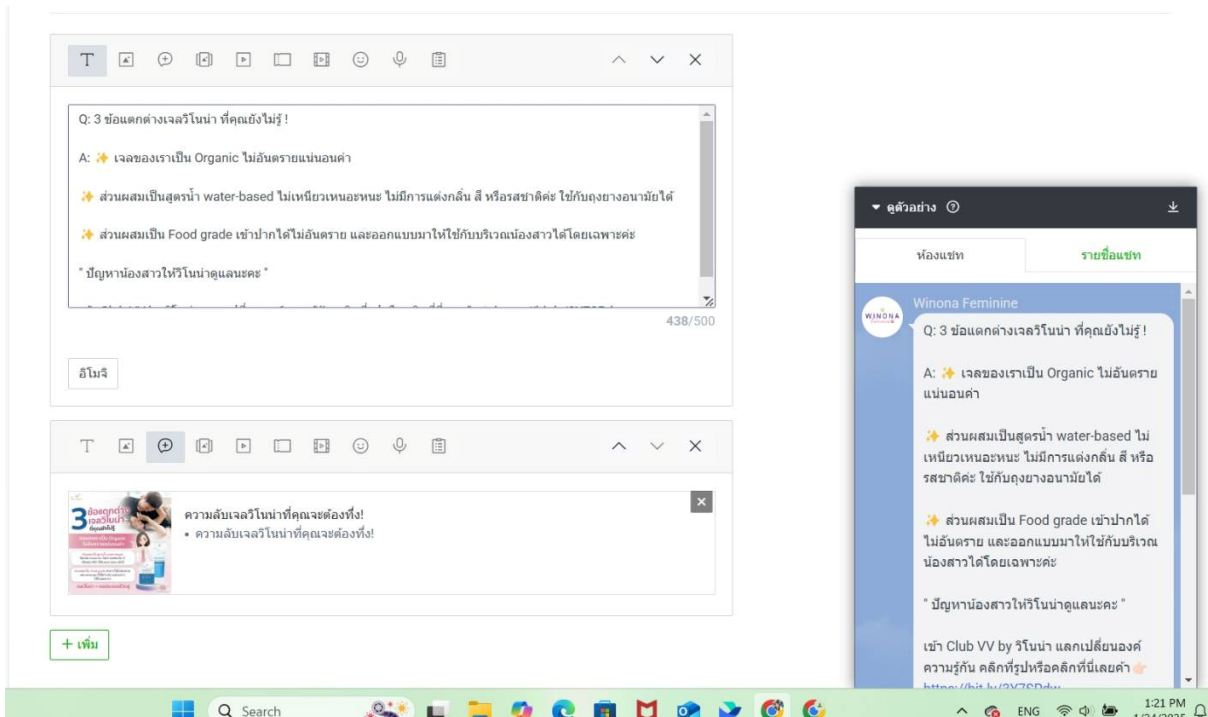 Q: 3 ข้อแตกต่างเจลวิโนน่า ที่คุณยังไม่รู้ !
A: ✨ เจลของเราเป็น Organic ไม่อันตรายแน่นอนค่า
✨ ส่วนผสมเป็นสูตรน้ำ water-based ไม่เหนียวเหนอะหนะ ไม่มีการแต่งกลิ่น สี หรือรสชาติค่ะ ใช้กับถุงยางอนามัยได้
✨ ส่วนผสมเป็น Food grade เข้าปากได้ไม่อันตราย และออกแบบมาให้ใช้กับบริเวณน้องสาวได้โดยเฉพาะค่ะ
" ปัญหาน้องสาวให้วิโนน่าดูแลนะคะ "
438/500
อิโมจิ
3 ข้อแตกต่าง
เจลวิโนน่า
ความลับเจลวิโนน่าที่คุณจะต้องทึ่ง!
• ความลับเจลวิโนน่าที่คุณจะต้องทึ่ง!
+ เพิ่ม
ดูตัวอย่าง
ห้องแชท
รายชื่อแชท
WINONA
Winona Feminine
Q: 3 ข้อแตกต่างเจลวิโนน่า ที่คุณยังไม่รู้ !
A: ✨ เจลของเราเป็น Organic ไม่อันตราย
แน่นอนค่า
✨ ส่วนผสมเป็นสูตรน้ำ water-based ไม่
เหนียวเหนอะหนะ ไม่มีการแต่งกลิ่น สี หรือ
รสชาติค่ะ ใช้กับถุงยางอนามัยได้
✨ ส่วนผสมเป็น Food grade เข้าปากได้
ไม่อันตราย และออกแบบมาให้ใช้กับบริเวณ
น้องสาวได้โดยเฉพาะค่ะ
" ปัญหาน้องสาวให้วิโนน่าดูแลนะคะ "
เข้า Club VV by วิโนน่า แลกเปลี่ยนองค์
ความรู้กัน คลิกที่รูปหรือคลิกที่นี่เลยค่า 👉🏻
Search
ENG
1:21 PM